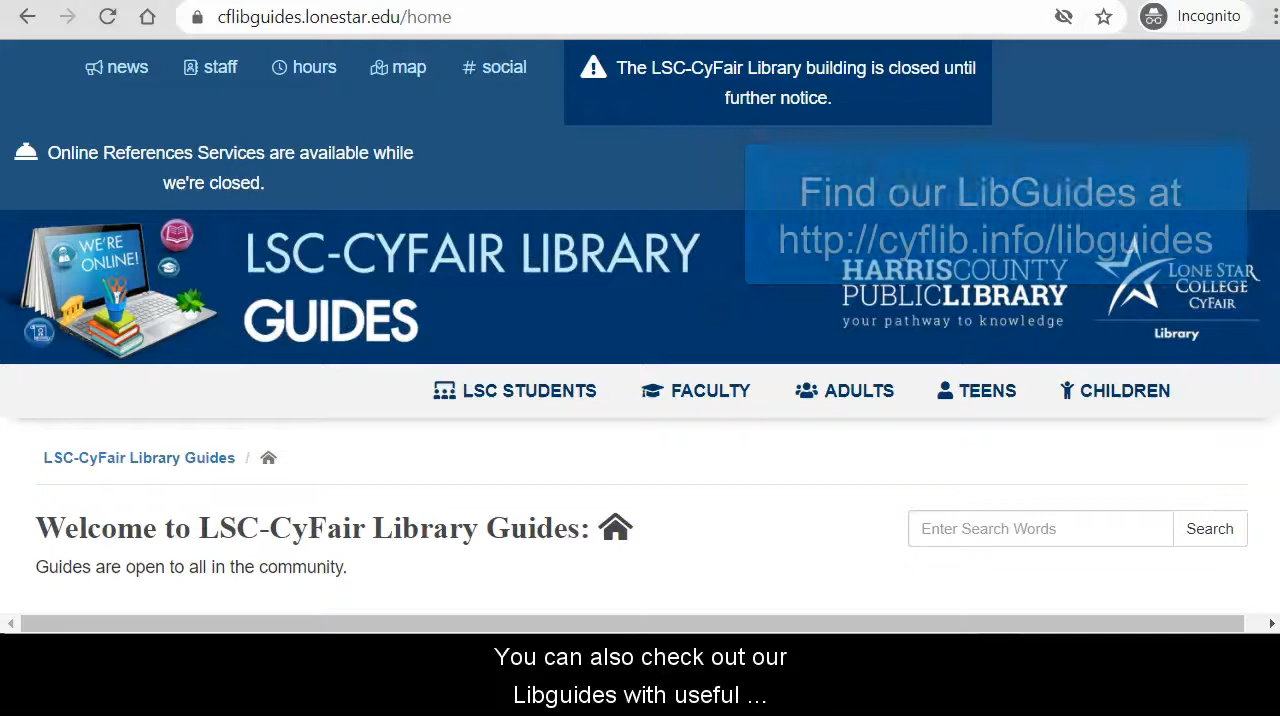 cflibguides.lonestar.edu/home
Incognito
news
staff
hours
map
# social
The LSC-CyFair Library building is closed until
further notice.
Online References Services are available while
we're closed.
Find our LibGuides at
http://cyflib.info/libguides
WE'RE
ONLINE!
LSC-CYFAIR LIBRARY
GUIDES
HARRISCOUNTY
PUBLICLIBRARY
your pathway to knowledge
LONE STAR
COLLEGE
CYFAIR
Library
LSC STUDENTS
FACULTY
ADULTS
TEENS
CHILDREN
LSC-CyFair Library Guides /
Welcome to LSC-CyFair Library Guides:
Enter Search Words
Search
Guides are open to all in the community.
You can also check out our
Libguides with useful ...